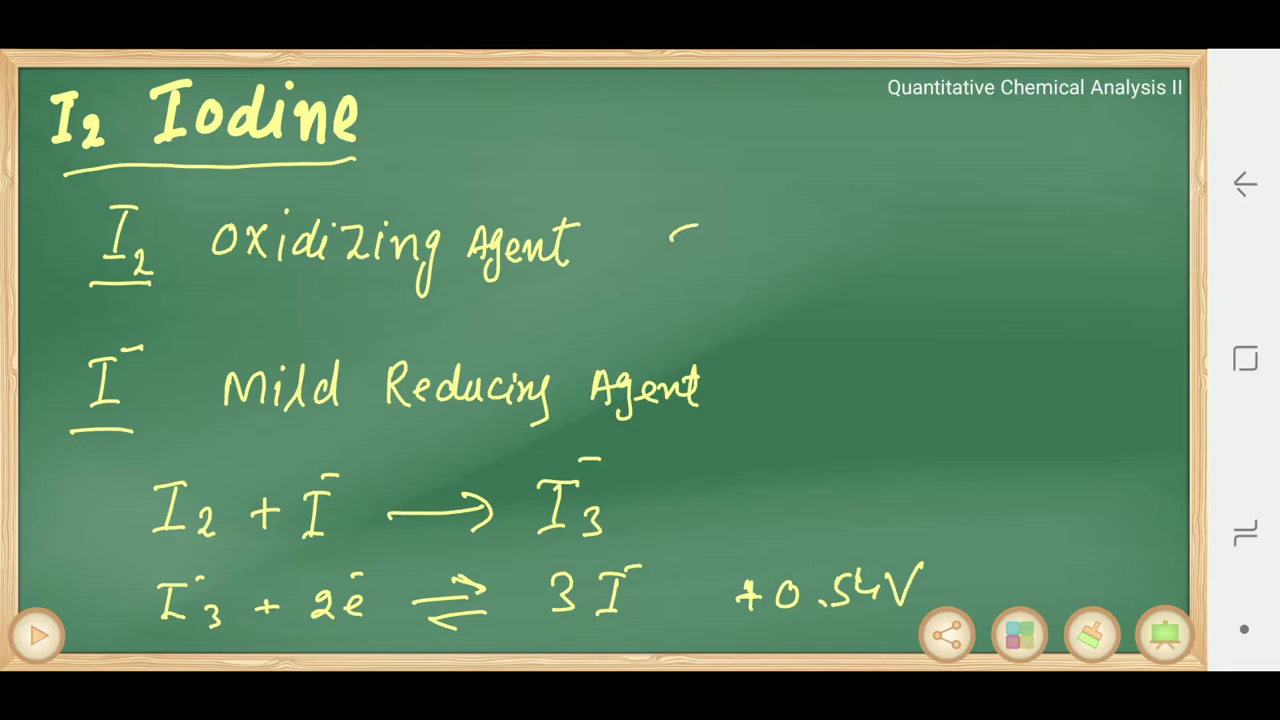 Quantitative Chemical Analysis II
I₂ Iodine
I₂ Oxidizing Agent
I⁻ Mild Reducing Agent
I₂ + I⁻ ⟶ I₃⁻
I₃⁻ + 2e⁻ ⇌ 3I⁻ +0.54V